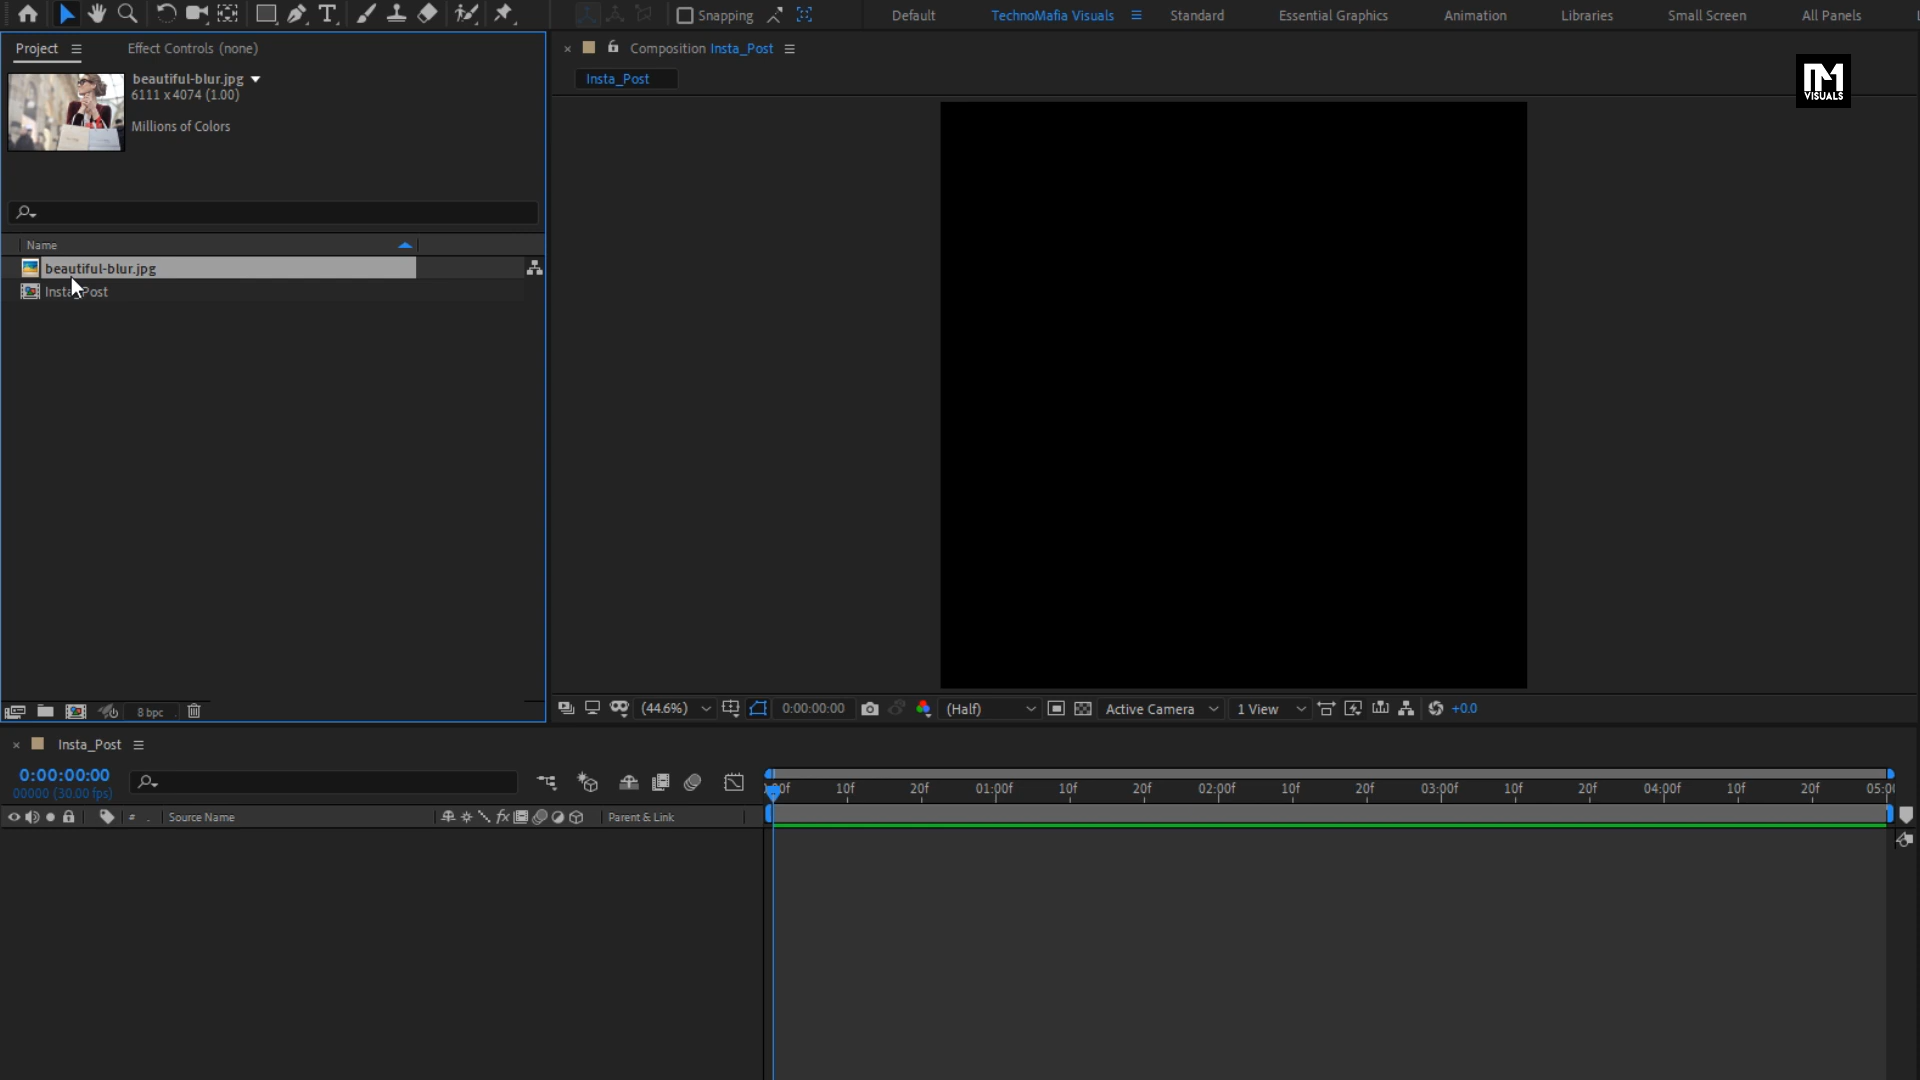 Snapping
Default
TechnoMafia Visuals
Standard
Essential Graphics
Animation
Libraries
Small Screen
All Panels
Project
Effect Controls (none)
Composition Insta_Post
Insta_Post
beautiful-blur.jpg
6111 x 4074 (1.00)
Millions of Colors
VISUALS
Name
beautiful-blur.jpg
Insta_Post
8 bpc
(44.6%)
0:00:00:00
(Half)
Active Camera
1 View
+0.0
Insta_Post
0:00:00:00
00000 (30.00 fps)
10f
20f
01:00f
10f
20f
02:00f
10f
20f
03:00f
10f
20f
04:00f
10f
20f
# . Source Name
fx
Parent & Link